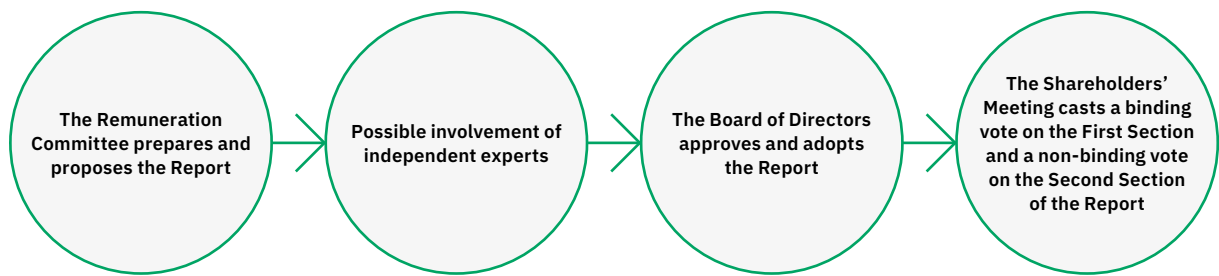 The Remuneration
Committee prepares and
proposes the Report
Possible involvement of
independent experts
The Board of Directors
approves and adopts
the Report
The Shareholders’
Meeting casts a binding
vote on the First Section
and a non-binding vote
on the Second Section
of the Report